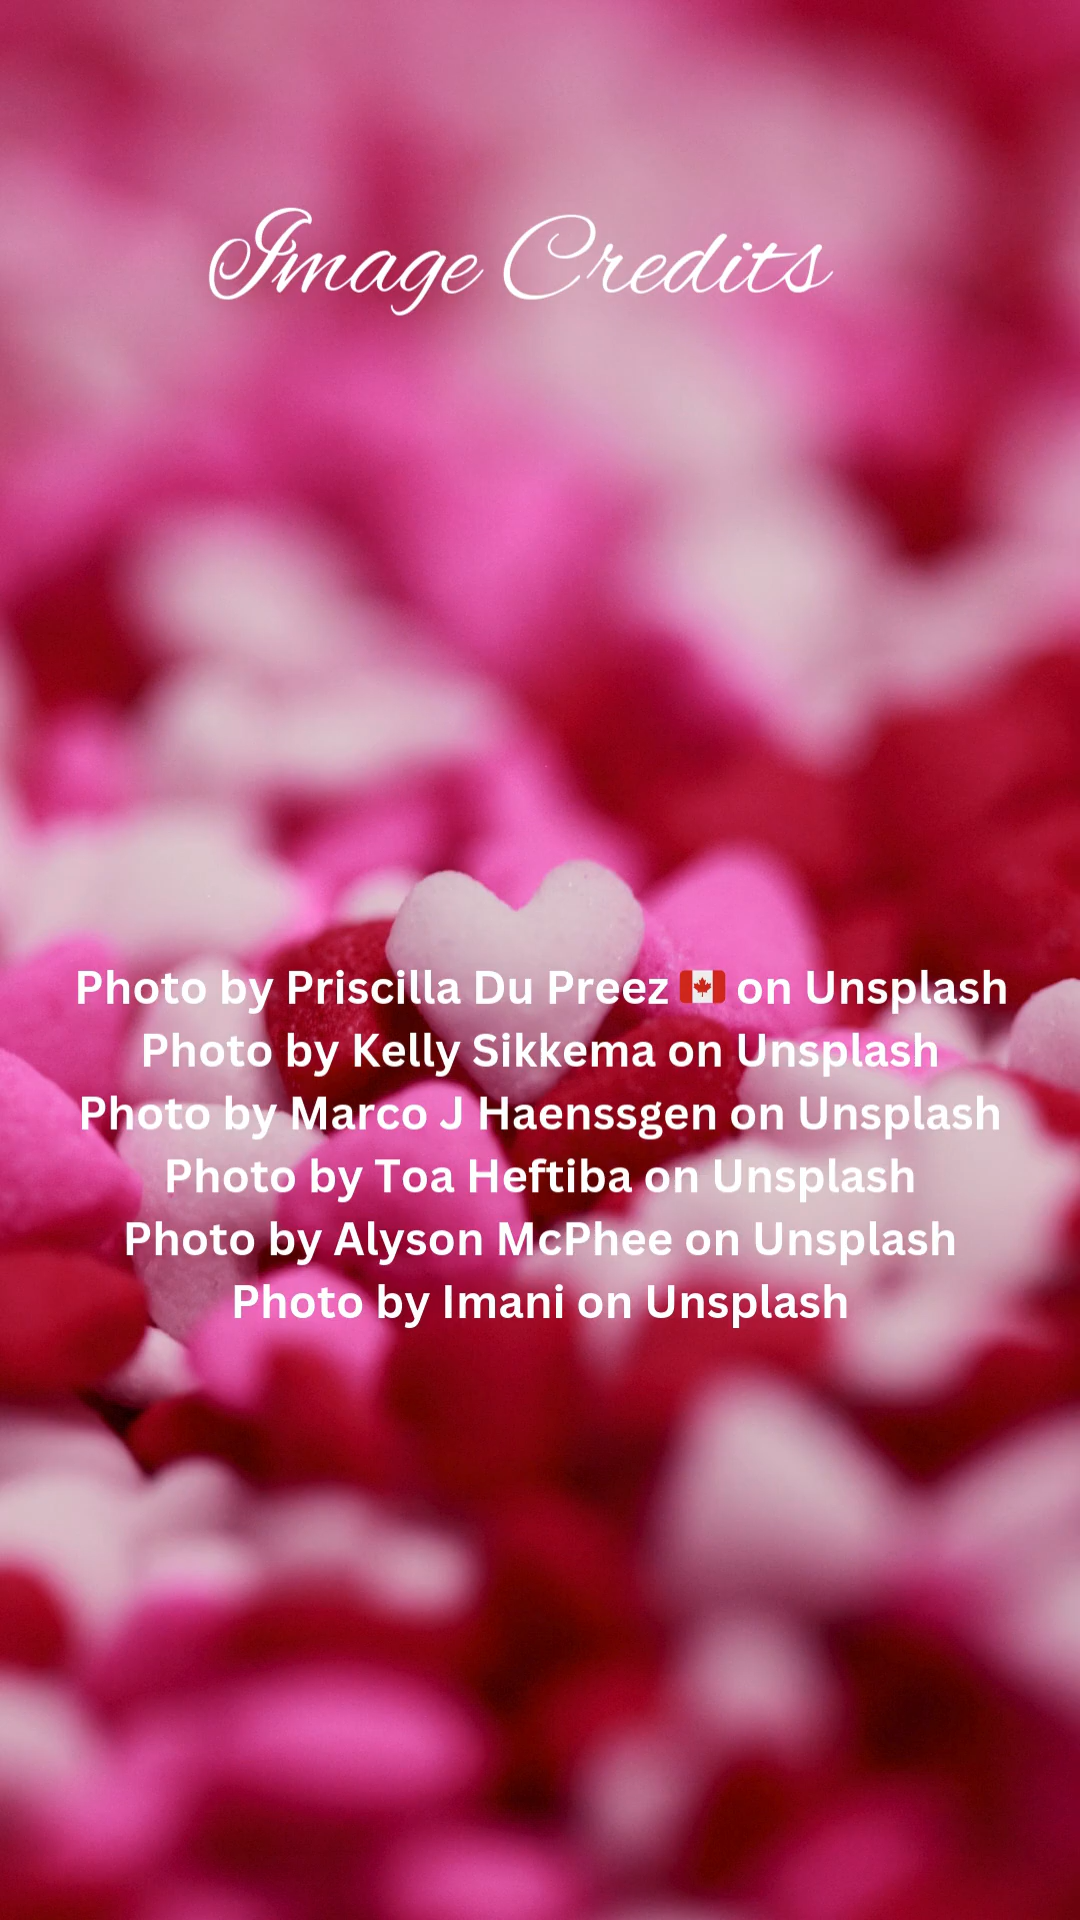 Image Credits
Photo by Priscilla Du Preez 🇨🇦 on Unsplash
Photo by Kelly Sikkema on Unsplash
Photo by Marco J Haenssgen on Unsplash
Photo by Toa Heftiba on Unsplash
Photo by Alyson McPhee on Unsplash
Photo by Imani on Unsplash